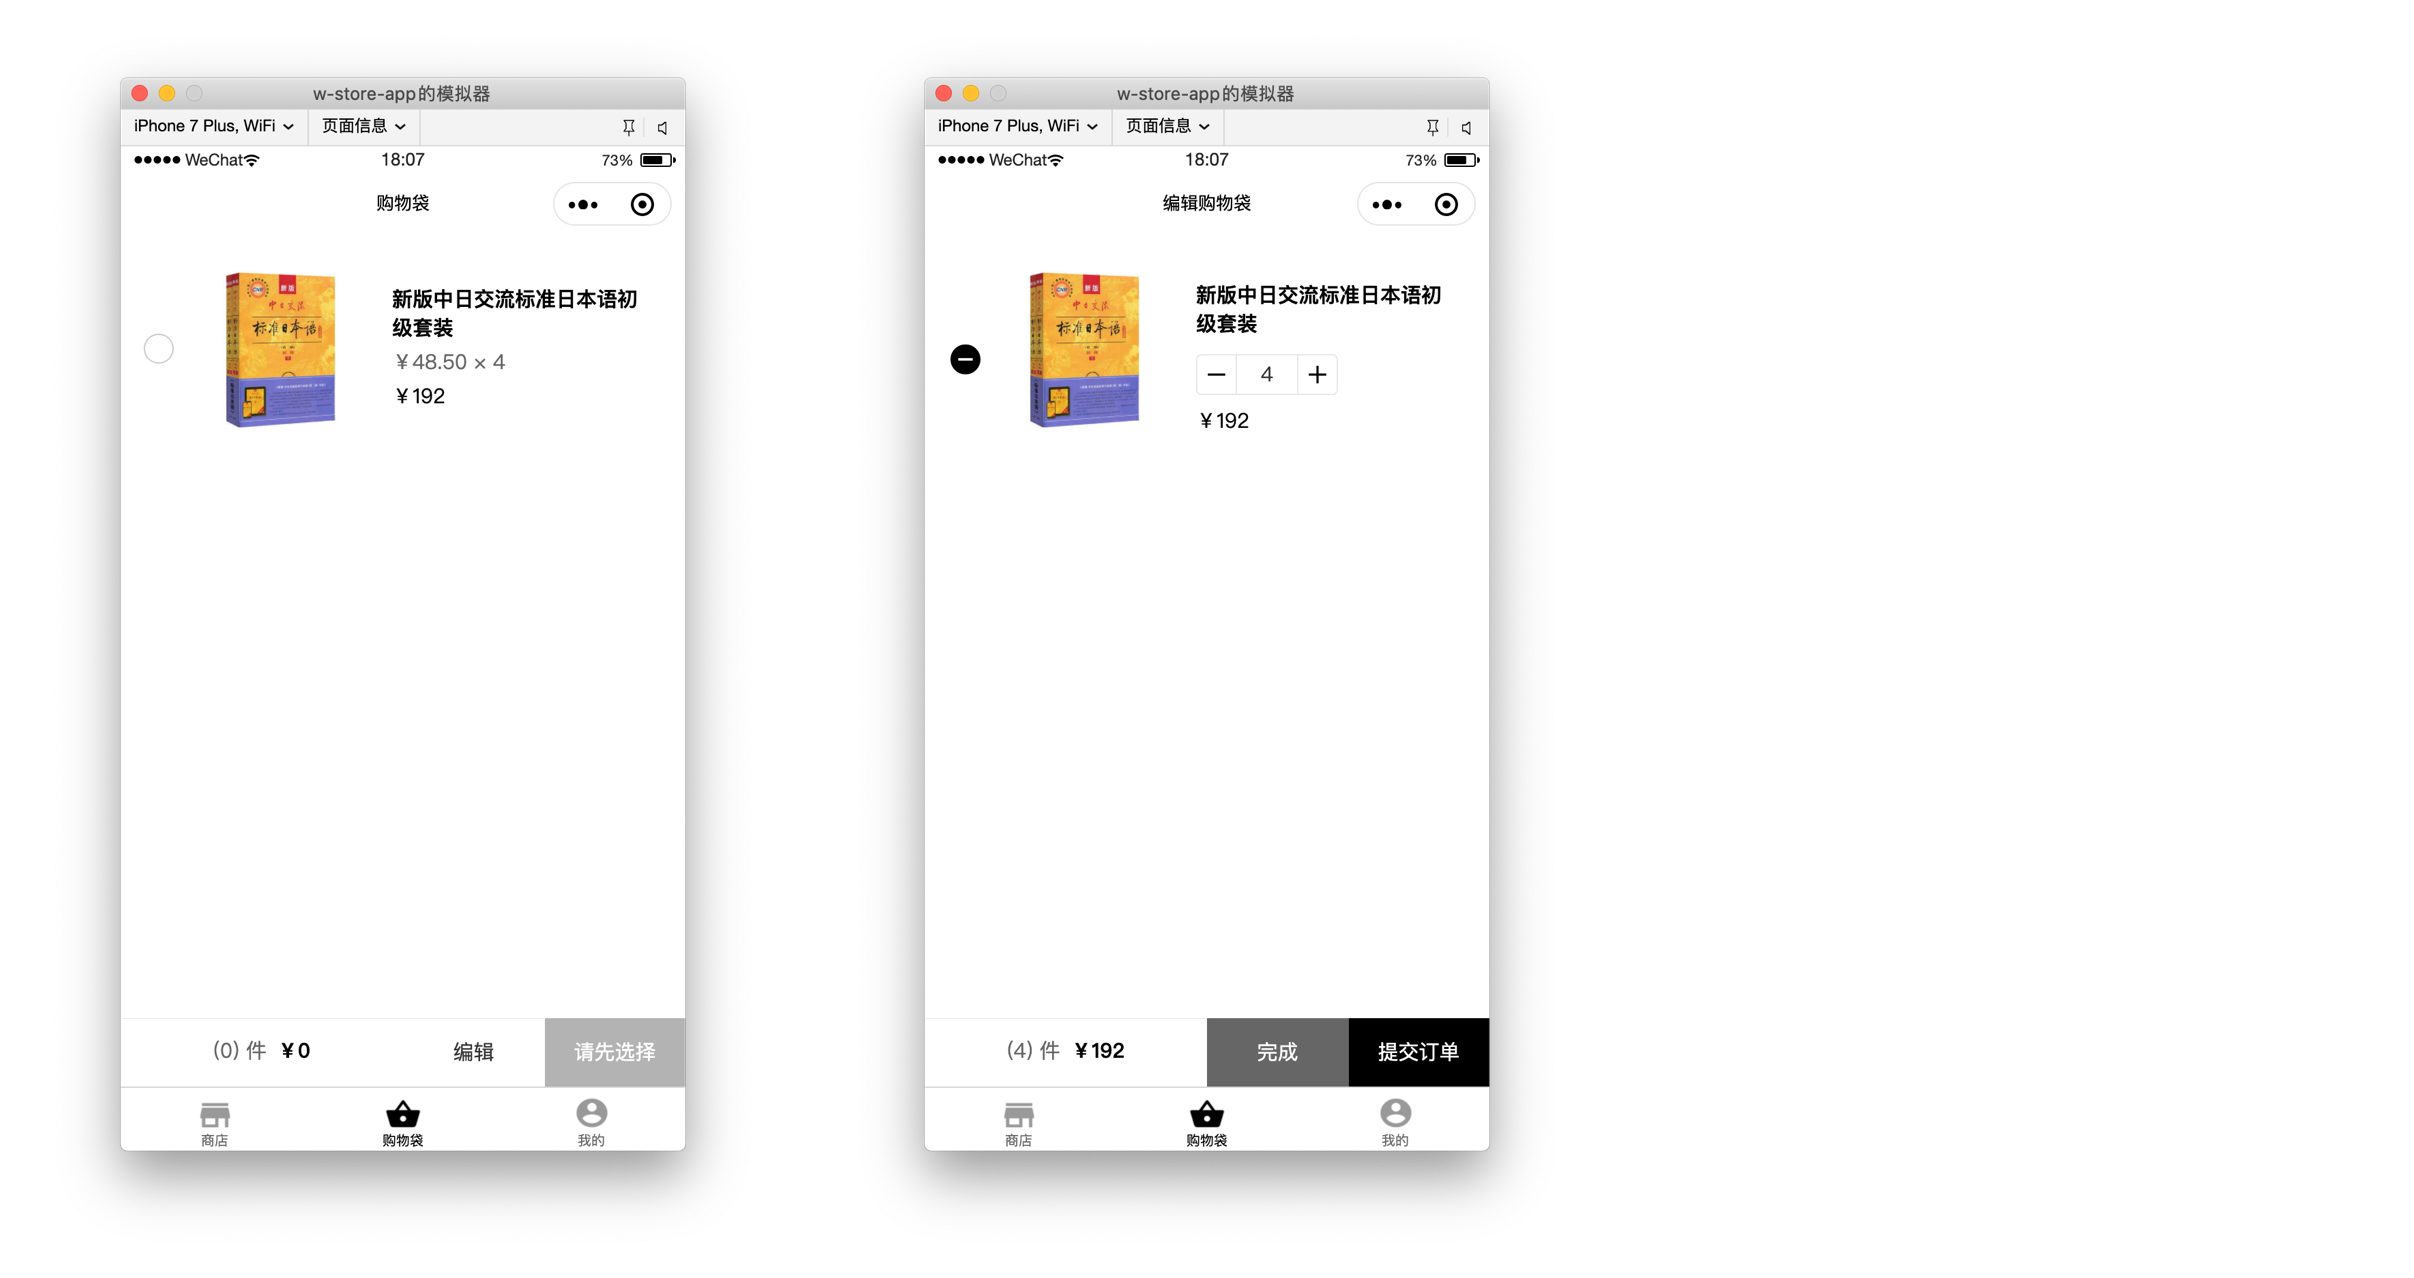 w-store-app的模拟器
iPhone 7 Plus, WiFi
页面信息
WeChat
18:07
73%
购物袋
新版
CNR
中日交流
标准日本语
新版中日交流标准日本语初
级套装
¥48.50 × 4
¥192
(0) 件 ¥0
编辑
请先选择
商店
购物袋
我的
w-store-app的模拟器
iPhone 7 Plus, WiFi
页面信息
WeChat
18:07
73%
编辑购物袋
新版
CNR
中日交流
标准日本语
新版中日交流标准日本语初
级套装
4
¥192
(4) 件 ¥192
完成
提交订单
商店
购物袋
我的